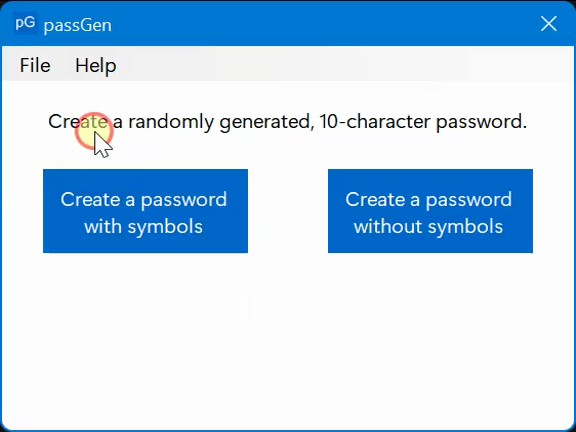 pG passGen
File Help
Create a randomly generated, 10-character password.
Create a password
with symbols
Create a password
without symbols